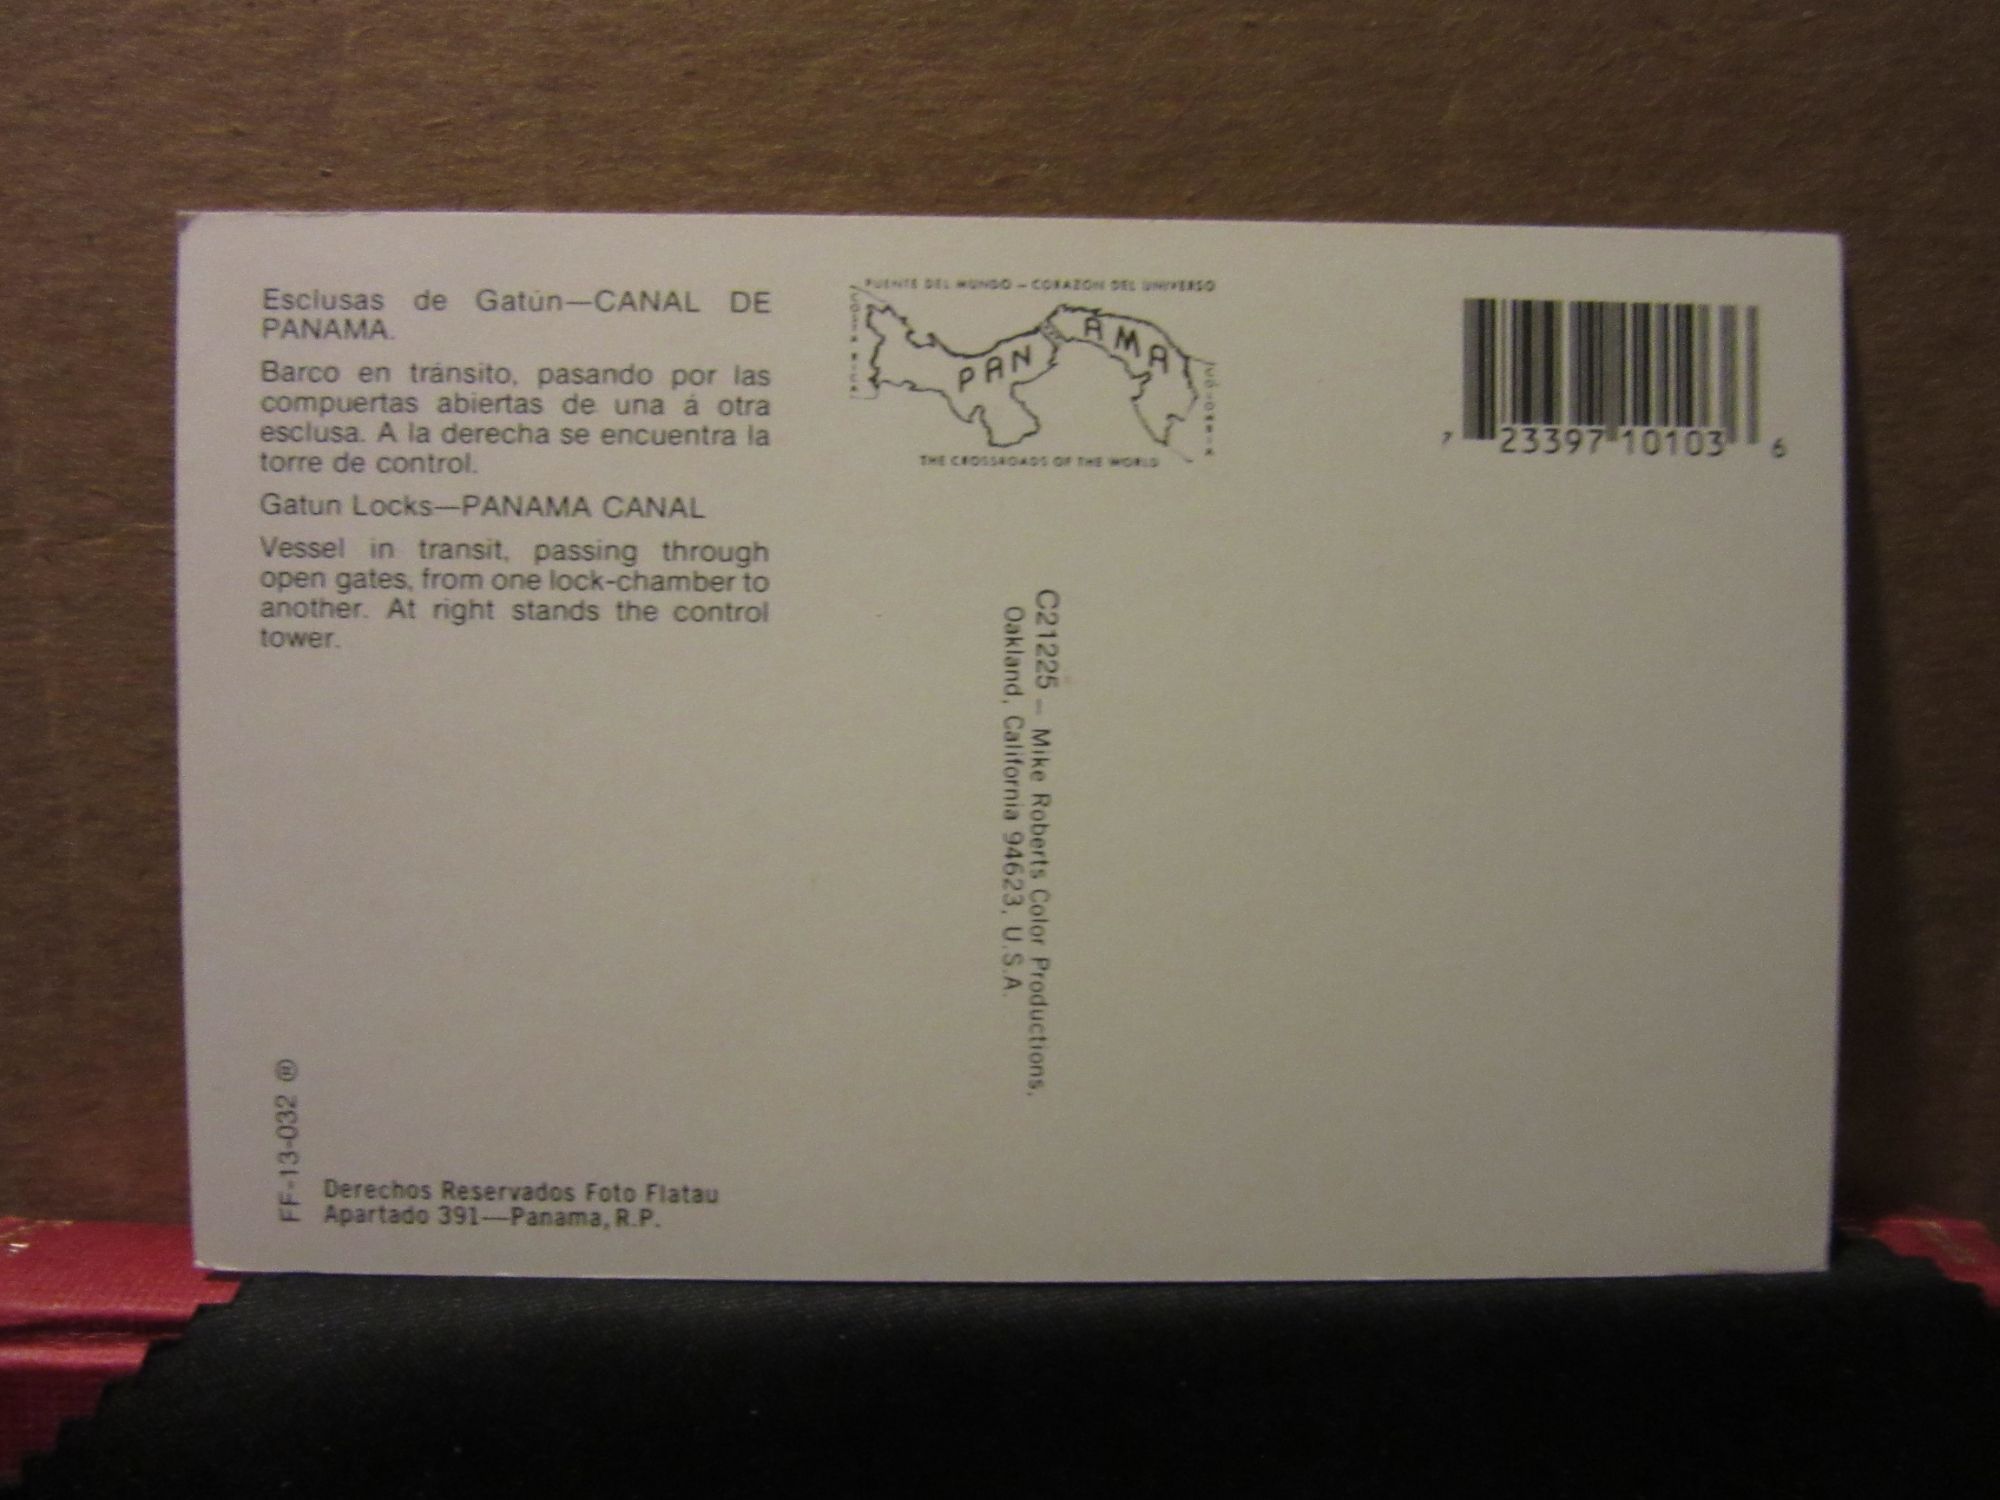 Esclusas de Gatún—CANAL DE
PANAMA.
Barco en tránsito, pasando por las
compuertas abiertas de una á otra
esclusa. A la derecha se encuentra la
torre de control.
Gatun Locks—PANAMA CANAL
Vessel in transit, passing through
open gates, from one lock-chamber to
another. At right stands the control
tower.
FF-13-032 ®
Derechos Reservados Foto Flatau
Apartado 391—Panama, R.P.
PUENTE DEL MUNDO – CORAZON DEL UNIVERSO
COSTA RICA
PANAMA
COLOMBIA
THE CROSSROADS OF THE WORLD
C21225 – Mike Roberts Color Productions,
Oakland, California 94623, U.S.A.
7 23397 10103 6